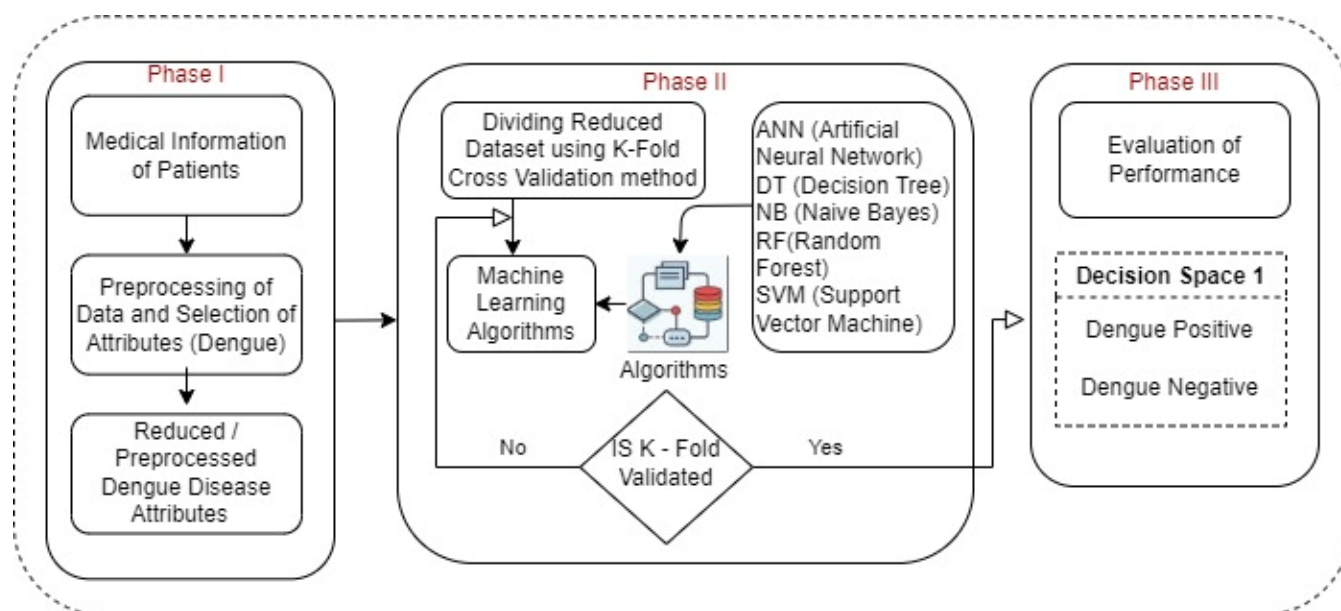 Phase I
Medical Information
of Patients
Preprocessing of
Data and Selection of
Attributes (Dengue)
Reduced /
Preprocessed
Dengue Disease
Attributes
Phase II
Dividing Reduced
Dataset using K-Fold
Cross Validation method
Machine
Learning
Algorithms
Algorithms
ANN (Artificial
Neural Network)
DT (Decision Tree)
NB (Naive Bayes)
RF(Random
Forest)
SVM (Support
Vector Machine)
No
IS K - Fold
Validated
Yes
Phase III
Evaluation of
Performance
Decision Space 1
Dengue Positive
Dengue Negative